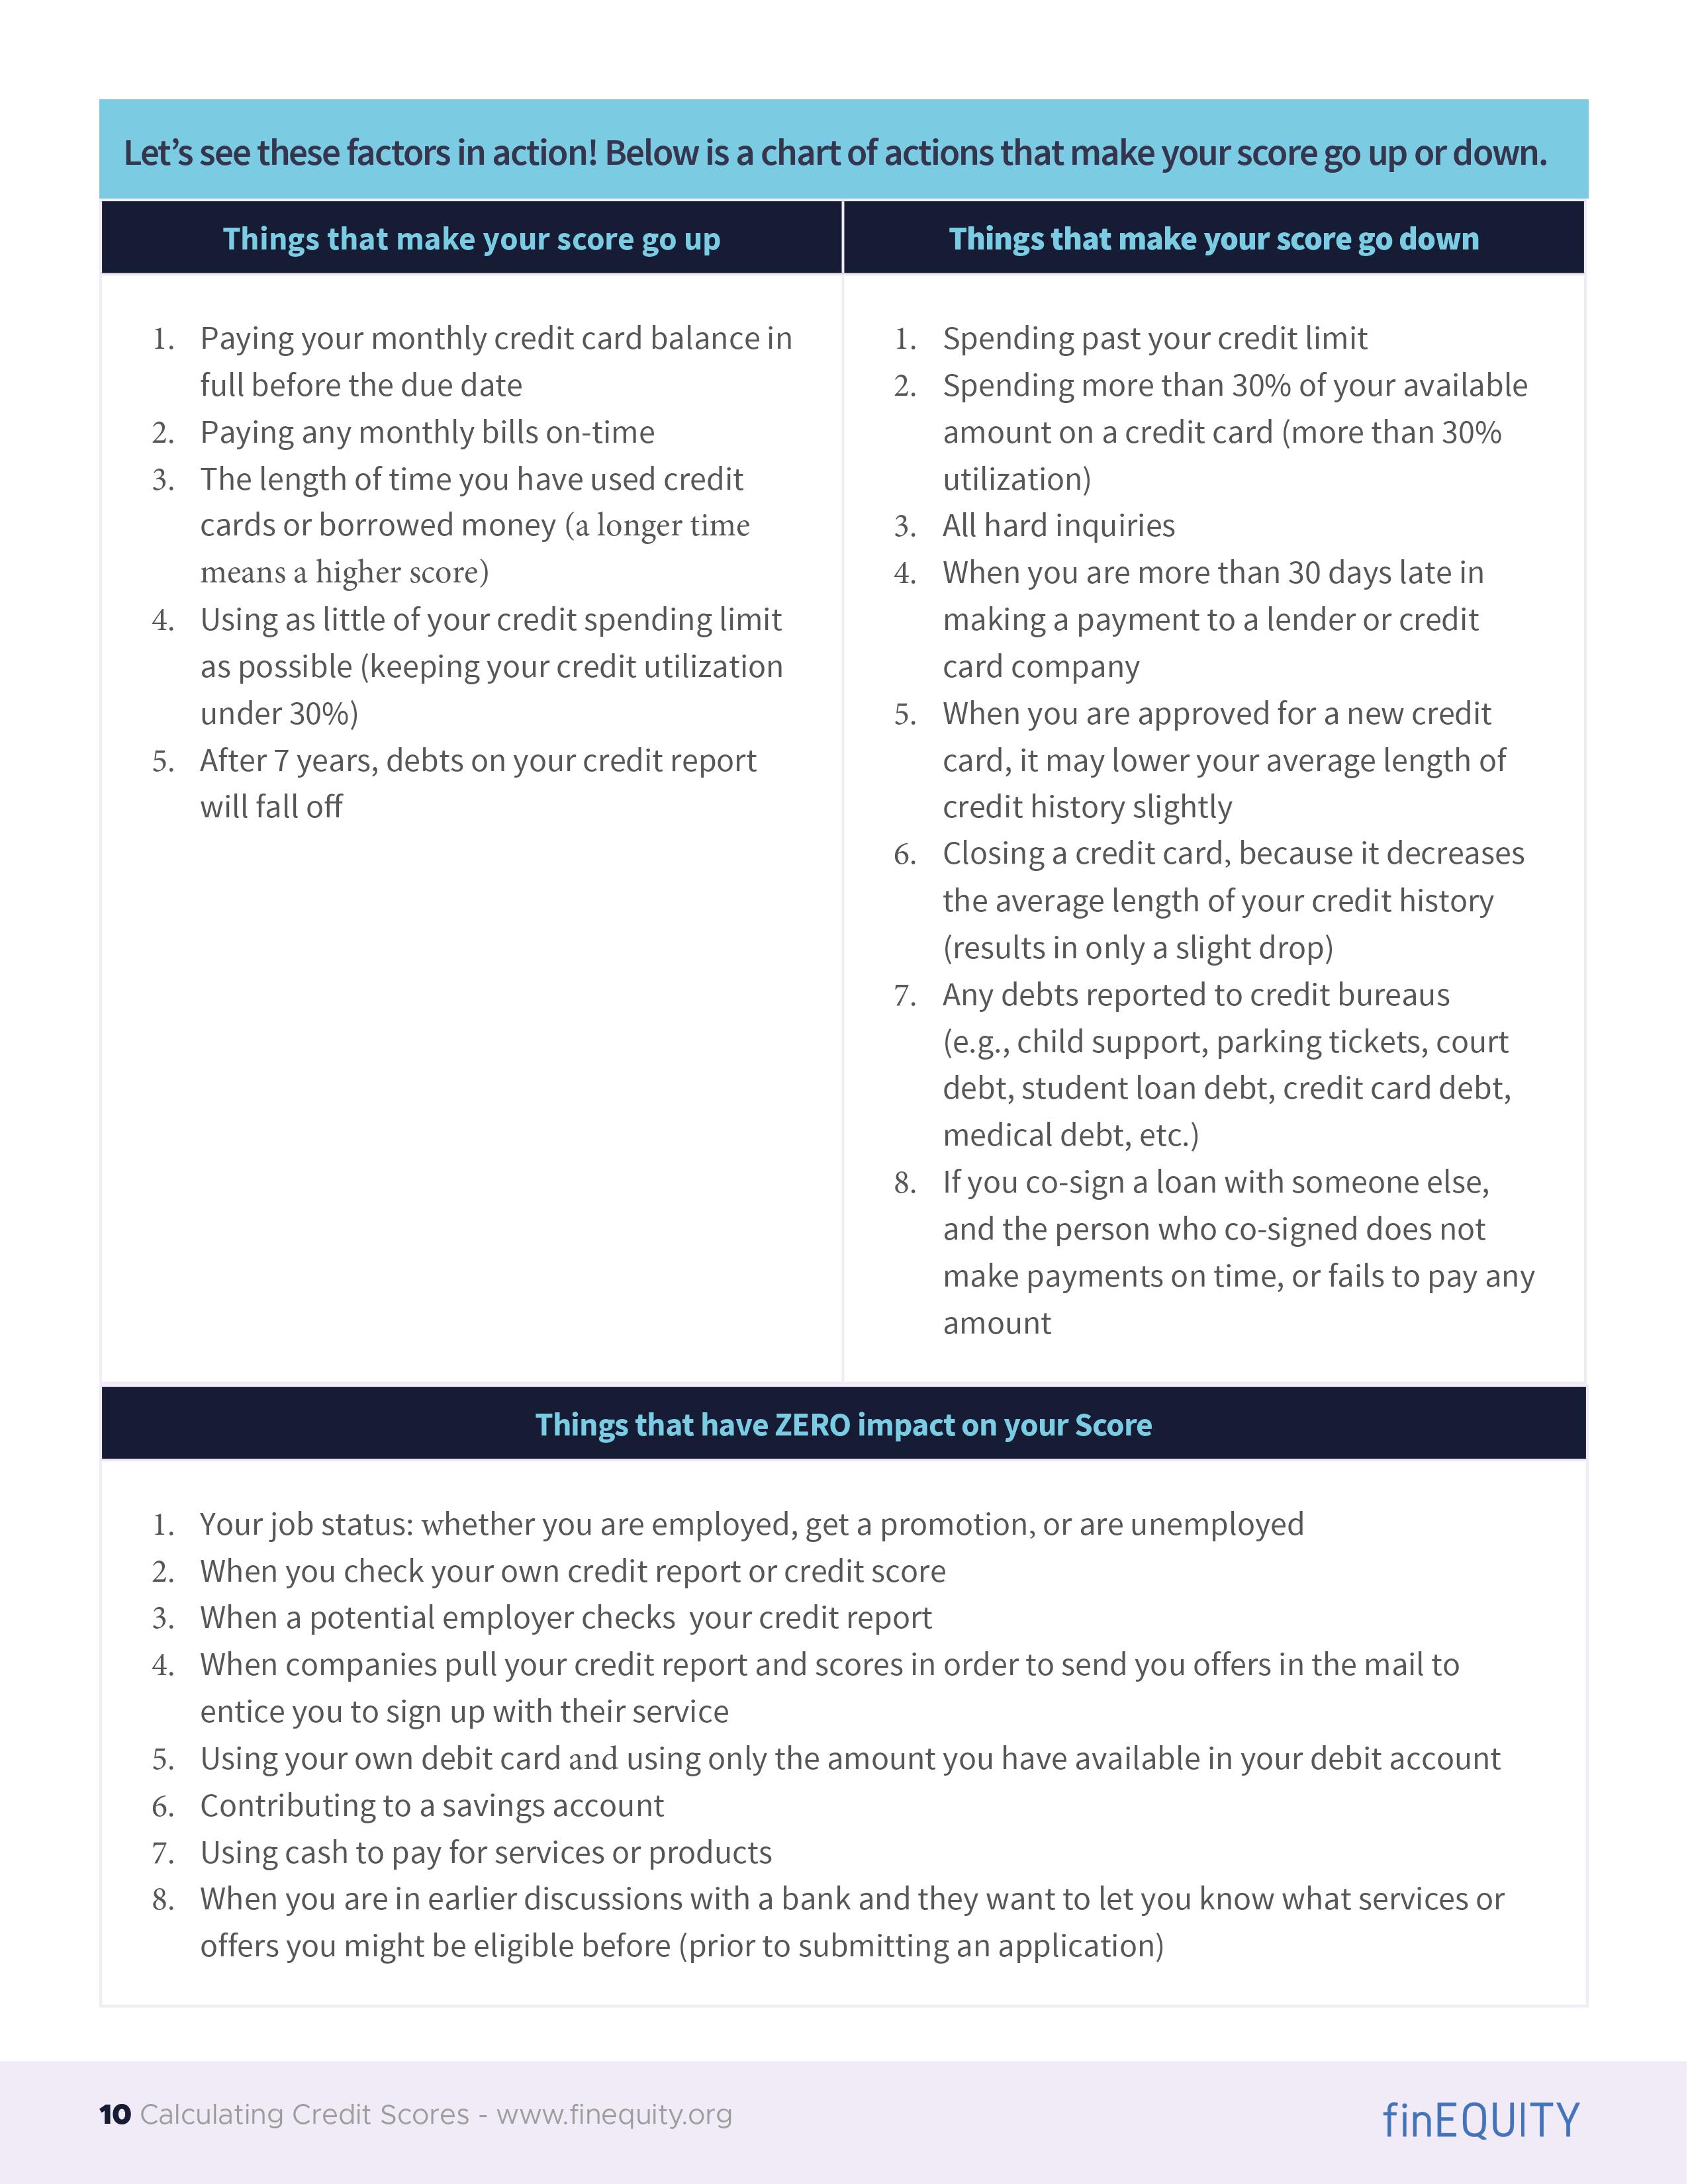 Let's see these factors in action! Below is a chart of actions that make your score go up or down.
Things that make your score go up
1. Paying your monthly credit card balance in
full before the due date
2. Paying any monthly bills on-time
3. The length of time you have used credit
cards or borrowed money (a longer time
means a higher score)
4. Using as little of your credit spending limit
as possible (keeping your credit utilization
under 30%)
5. After 7 years, debts on your credit report
will fall off
Things that make your score go down
1. Spending past your credit limit
2. Spending more than 30% of your available
amount on a credit card (more than 30%
utilization)
3. All hard inquiries
4. When you are more than 30 days late in
making a payment to a lender or credit
card company
5. When you are approved for a new credit
card, it may lower your average length of
credit history slightly
6. Closing a credit card, because it decreases
the average length of your credit history
(results in only a slight drop)
7. Any debts reported to credit bureaus
(e.g., child support, parking tickets, court
debt, student loan debt, credit card debt,
medical debt, etc.)
8. If you co-sign a loan with someone else,
and the person who co-signed does not
make payments on time, or fails to pay any
amount
Things that have ZERO impact on your Score
1. Your job status: whether you are employed, get a promotion, or are unemployed
2. When you check your own credit report or credit score
3. When a potential employer checks  your credit report
4. When companies pull your credit report and scores in order to send you offers in the mail to
entice you to sign up with their service
5. Using your own debit card and using only the amount you have available in your debit account
6. Contributing to a savings account
7. Using cash to pay for services or products
8. When you are in earlier discussions with a bank and they want to let you know what services or
offers you might be eligible before (prior to submitting an application)
10 Calculating Credit Scores - www.finequity.org
finEQUITY